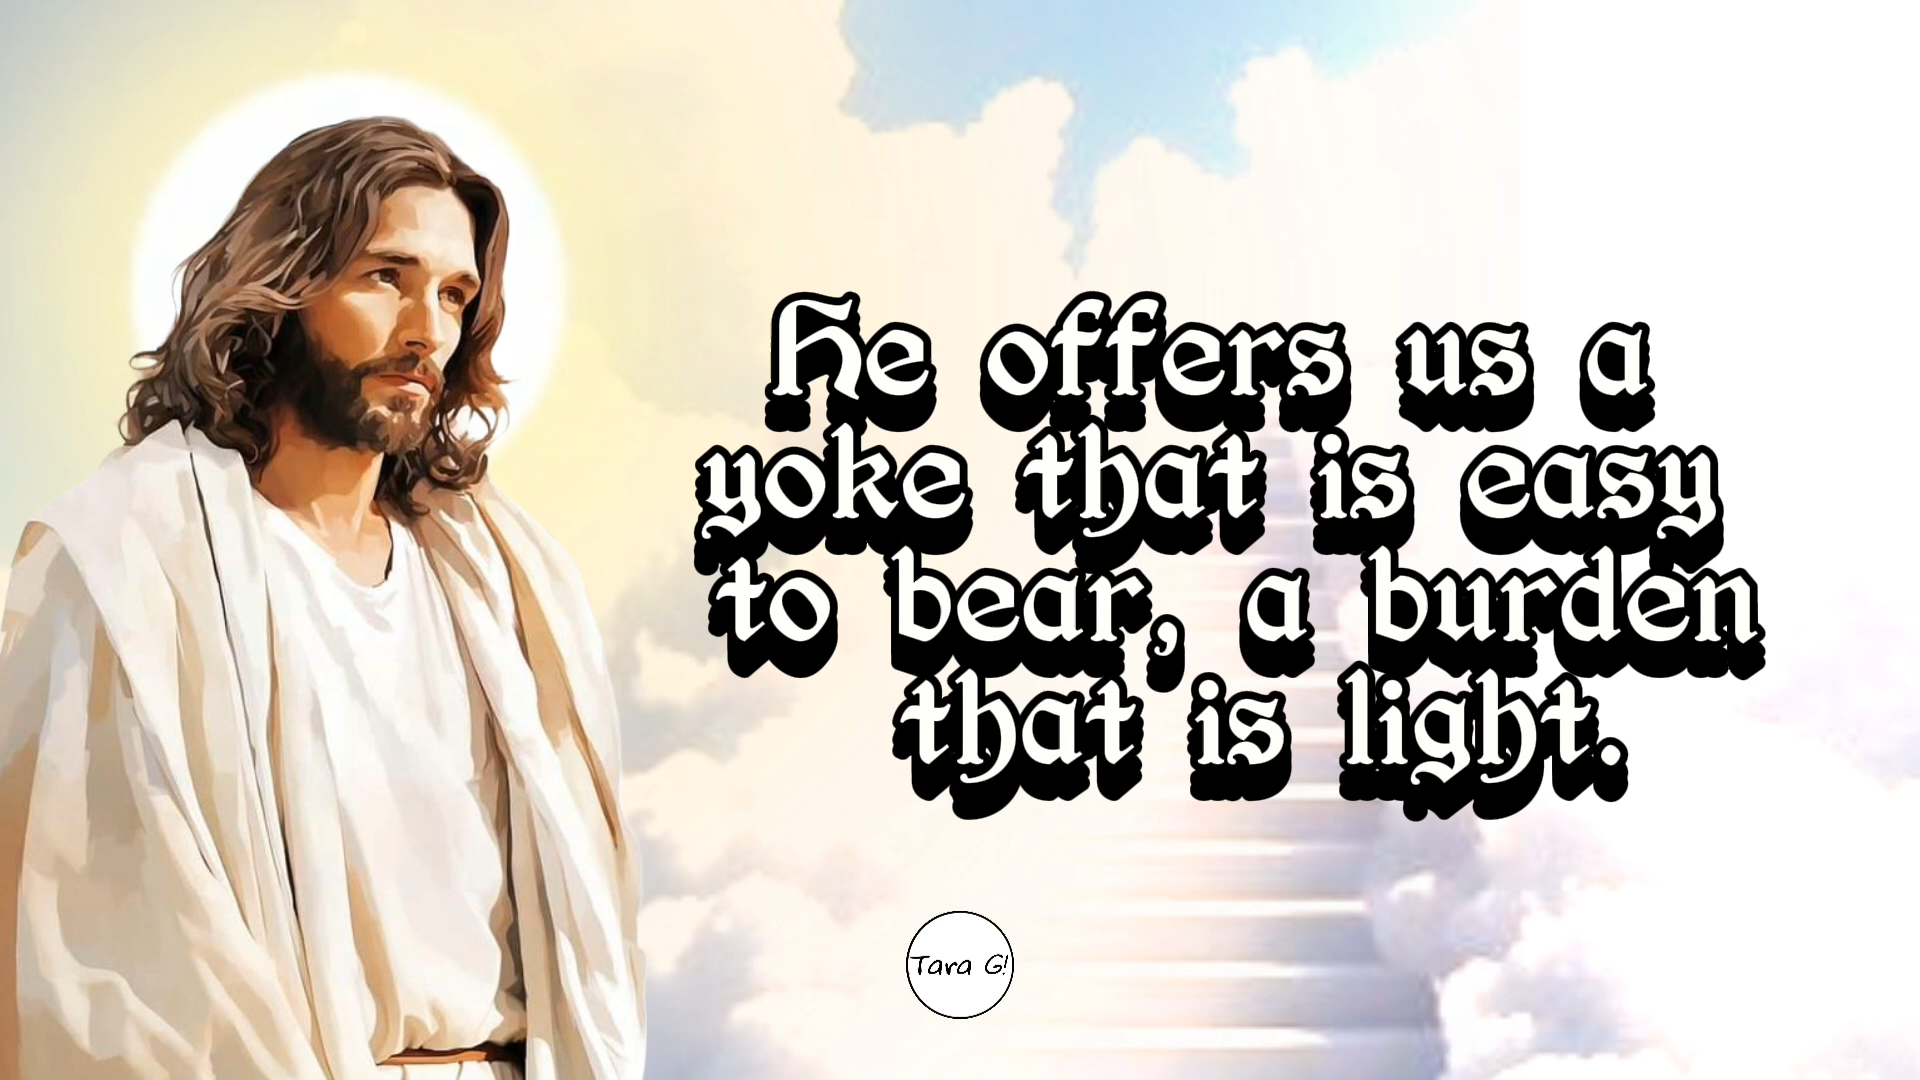 He offers us a
yoke that is easy
to bear, a burden
that is light.
Tara G!